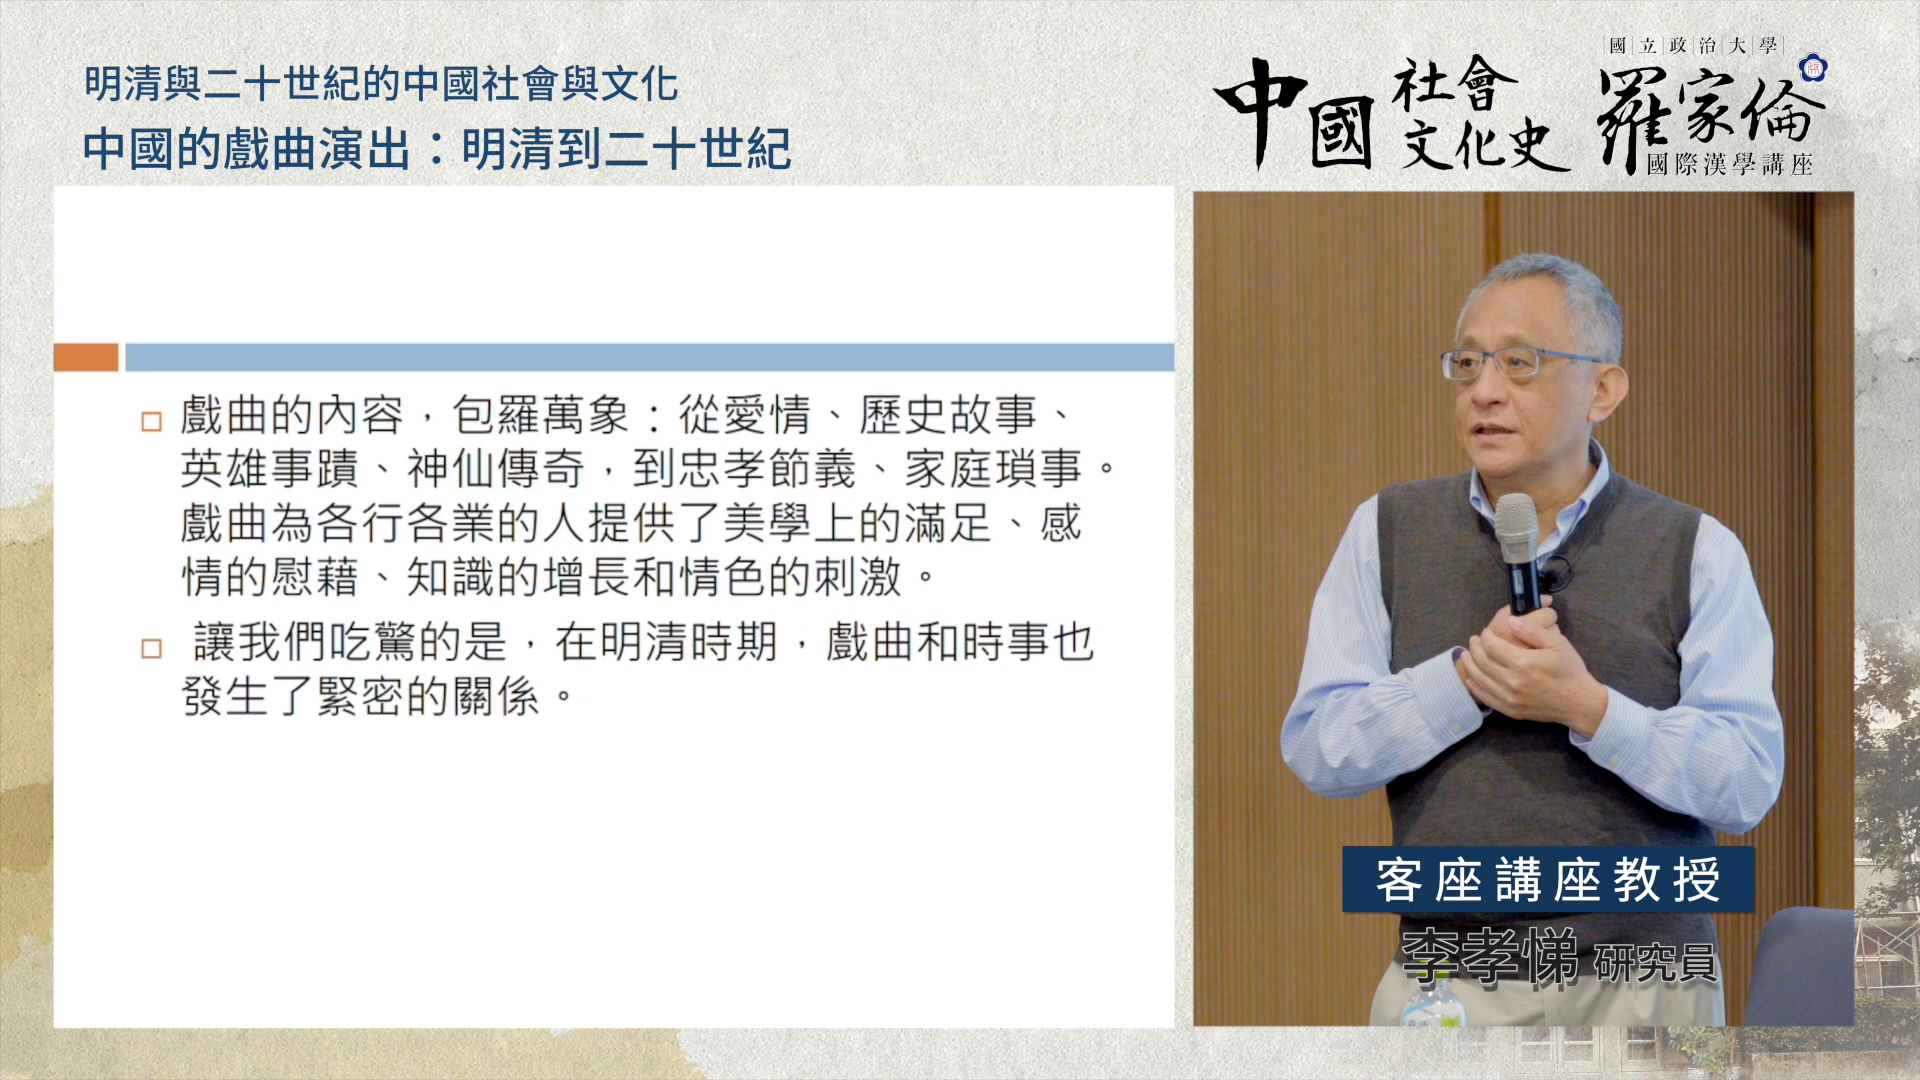 明清與二十世紀的中國社會與文化
中國的戲曲演出：明清到二十世紀
中國社會文化史
國立政治大學
羅家倫
國際漢學講座
戲曲的內容，包羅萬象：從愛情、歷史故事、
英雄事蹟、神仙傳奇，到忠孝節義、家庭瑣事。
戲曲為各行各業的人提供了美學上的滿足、感
情的慰藉、知識的增長和情色的刺激。
讓我們吃驚的是，在明清時期，戲曲和時事也
發生了緊密的關係。
客座講座教授
李孝悌 研究員